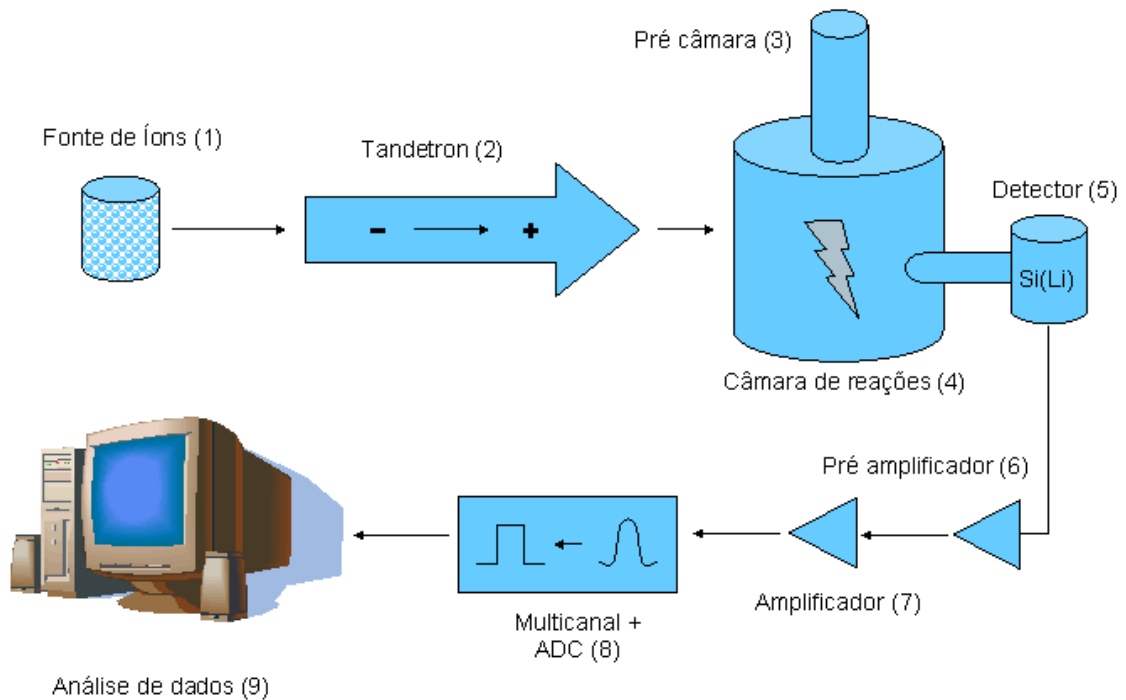 Pré câmara (3)
Fonte de Íons (1)
Tandetron (2)
- +
Detector (5)
Si(Li)
Câmara de reações (4)
Pré amplificador (6)
Amplificador (7)
Multicanal +
ADC (8)
Análise de dados (9)